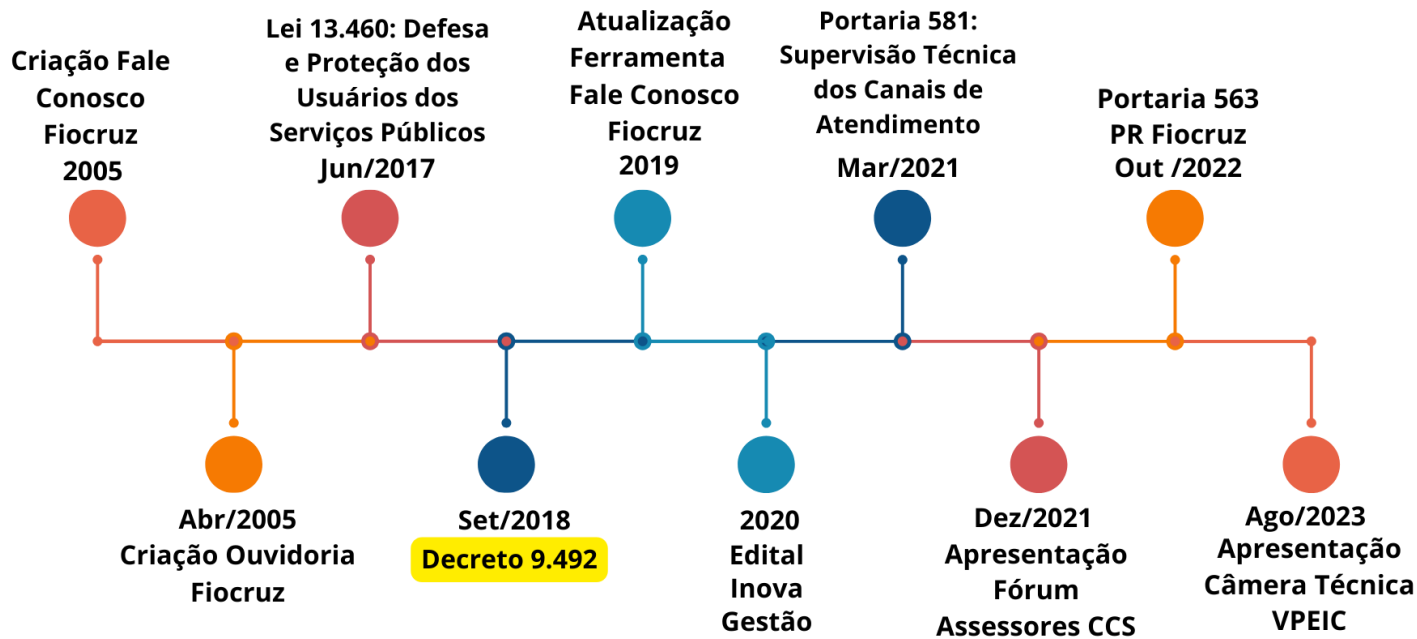 Criação Fale
Conosco
Fiocruz
2005
Abr/2005
Criação Ouvidoria
Fiocruz
Lei 13.460: Defesa
e Proteção dos
Usuários dos
Serviços Públicos
Jun/2017
Set/2018
Decreto 9.492
Atualização
Ferramenta
Fale Conosco
Fiocruz
2019
2020
Edital
Inova
Gestão
Portaria 581:
Supervisão Técnica
dos Canais de
Atendimento
Mar/2021
Dez/2021
Apresentação
Fórum
Assessores CCS
Portaria 563
PR Fiocruz
Out /2022
Ago/2023
Apresentação
Câmera Técnica
VPEIC